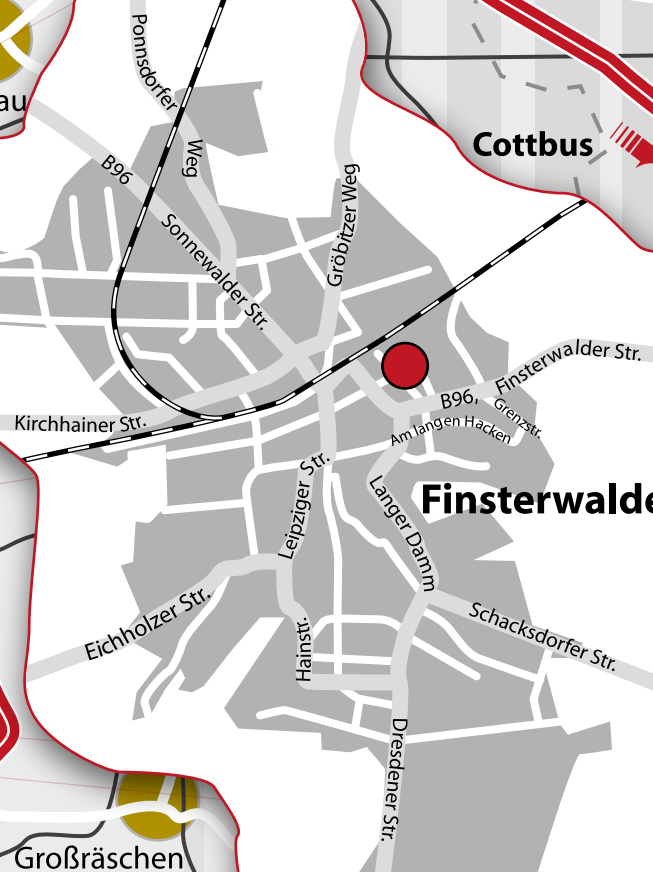 Ponnsdorfer
Weg
au
B96
Cottbus
Sonnewalder Str.
Gröbitzer Weg
Finsterwalder Str.
B96,
Grenzstr.
Kirchhainer Str.
Am langen Hacken
Leipziger Str.
Langer Damm
Finsterwalde
Eichholzer Str.
Hainstr.
Schacksdorfer Str.
Dresdener Str.
Großräschen